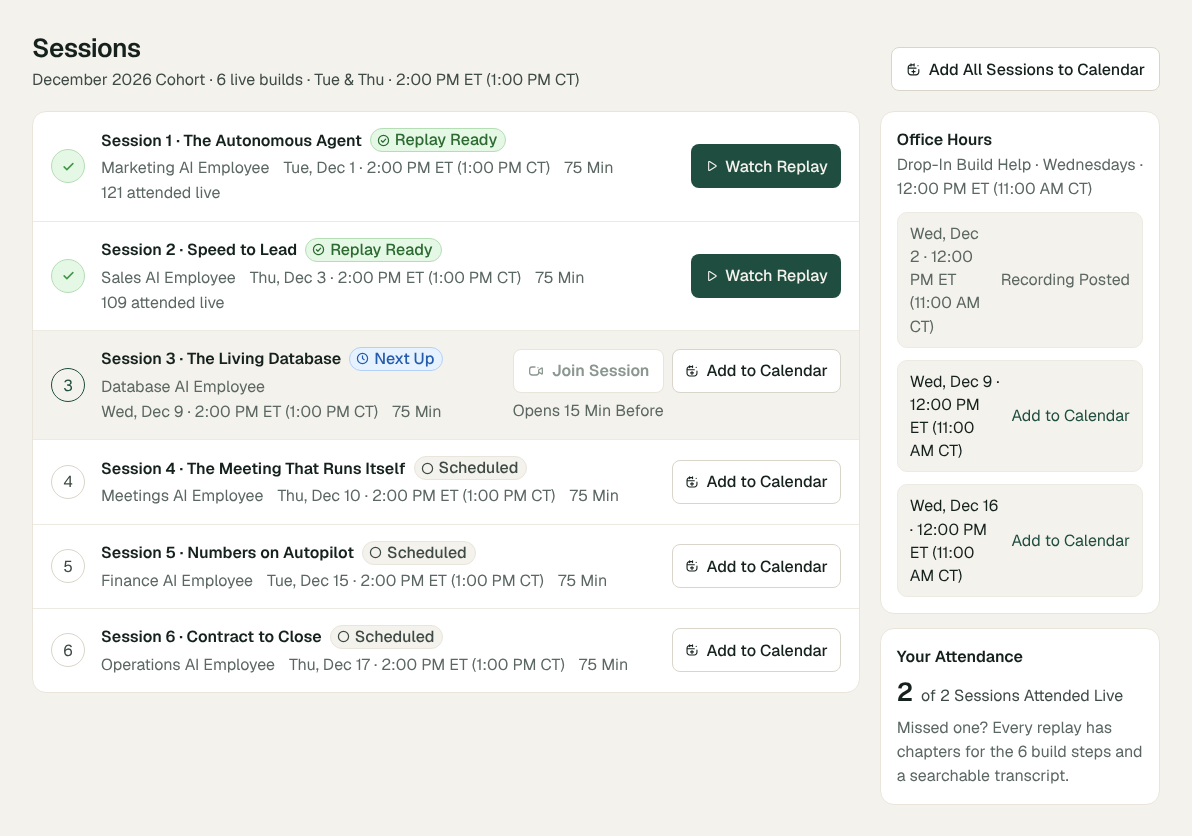 Sessions
December 2026 Cohort · 6 live builds · Tue & Thu · 2:00 PM ET (1:00 PM CT)
Add All Sessions to Calendar
Session 1 · The Autonomous Agent Replay Ready
Marketing AI Employee Tue, Dec 1 · 2:00 PM ET (1:00 PM CT) 75 Min
121 attended live
Watch Replay
Session 2 · Speed to Lead Replay Ready
Sales AI Employee Thu, Dec 3 · 2:00 PM ET (1:00 PM CT) 75 Min
109 attended live
Watch Replay
3
Session 3 · The Living Database Next Up
Database AI Employee
Wed, Dec 9 · 2:00 PM ET (1:00 PM CT) 75 Min
Join Session
Opens 15 Min Before
Add to Calendar
4
Session 4 · The Meeting That Runs Itself Scheduled
Meetings AI Employee Thu, Dec 10 · 2:00 PM ET (1:00 PM CT) 75 Min
Add to Calendar
5
Session 5 · Numbers on Autopilot Scheduled
Finance AI Employee Tue, Dec 15 · 2:00 PM ET (1:00 PM CT) 75 Min
Add to Calendar
6
Session 6 · Contract to Close Scheduled
Operations AI Employee Thu, Dec 17 · 2:00 PM ET (1:00 PM CT) 75 Min
Add to Calendar
Office Hours
Drop-In Build Help · Wednesdays ·
12:00 PM ET (11:00 AM CT)
Wed, Dec
2 · 12:00
PM ET
(11:00 AM
CT)
Recording Posted
Wed, Dec 9 ·
12:00 PM
ET (11:00
AM CT)
Add to Calendar
Wed, Dec 16
· 12:00 PM
ET (11:00
AM CT)
Add to Calendar
Your Attendance
2 of 2 Sessions Attended Live
Missed one? Every replay has
chapters for the 6 build steps and
a searchable transcript.